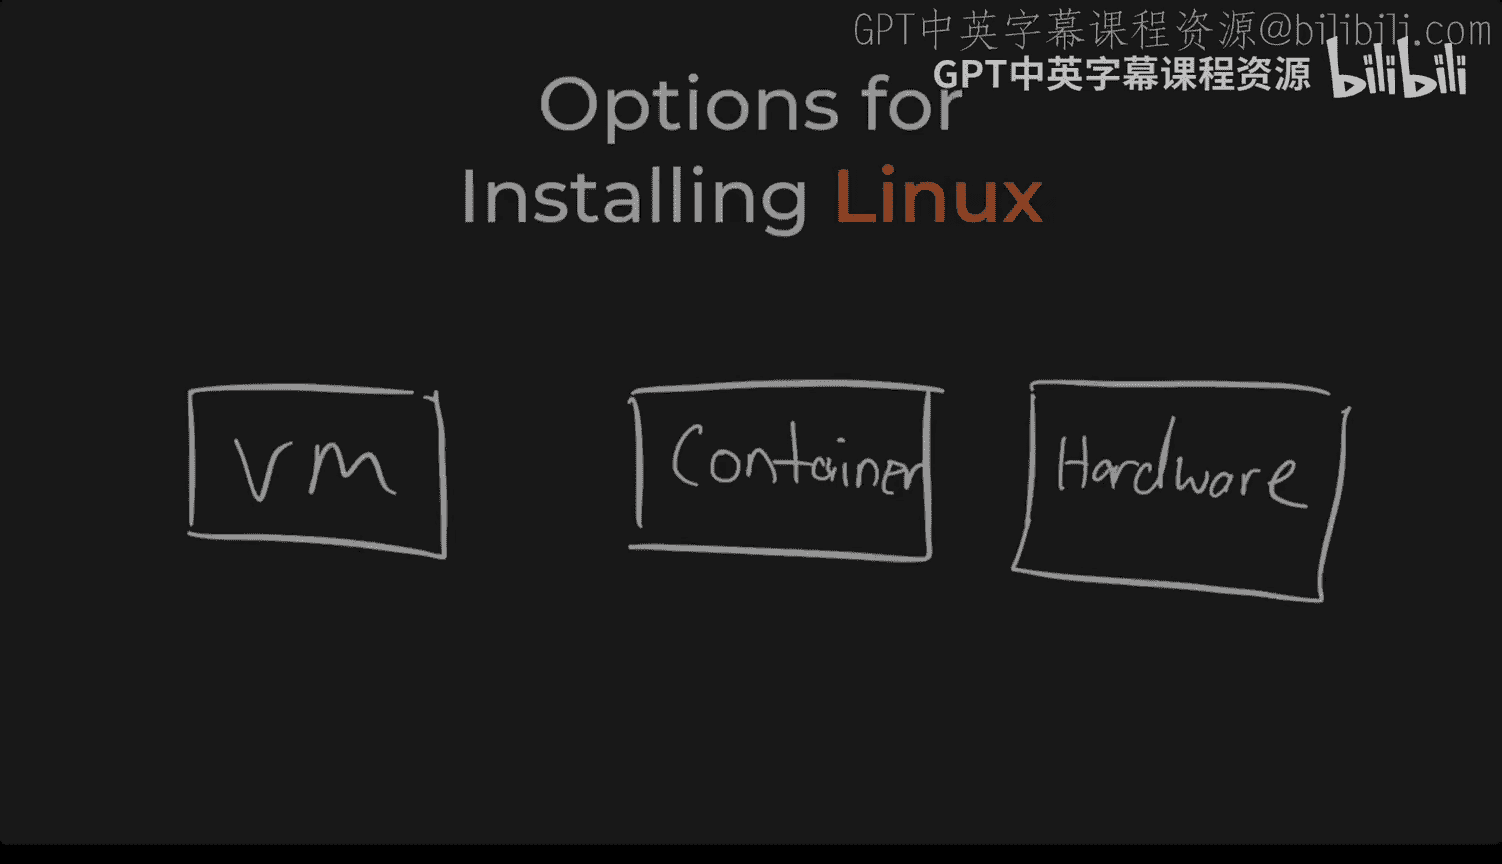 GPT中英字幕课程资源@bilibili.com
GPT中英字幕课程资源 bilibili
Options for
Installing Linux
VM
Container
Hardware